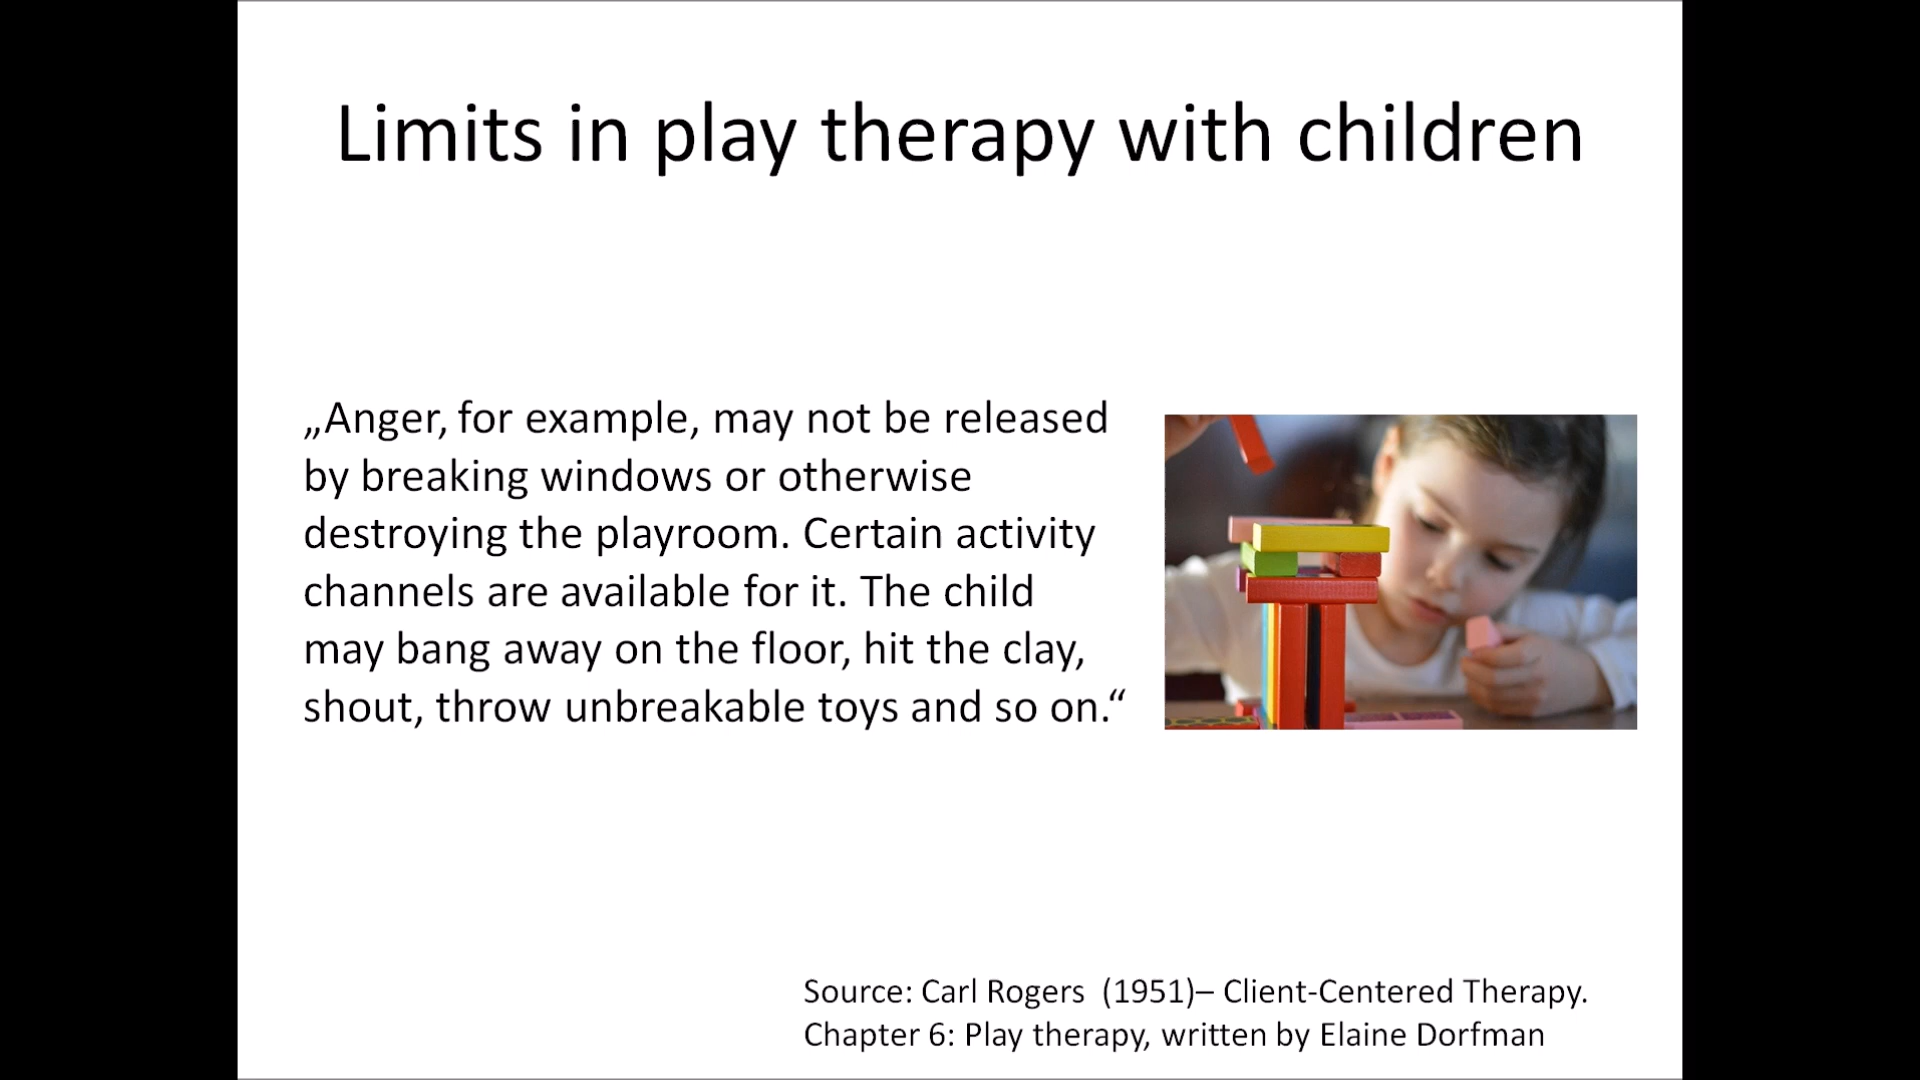 Limits in play therapy with children
„Anger, for example, may not be released
by breaking windows or otherwise
destroying the playroom. Certain activity
channels are available for it. The child
may bang away on the floor, hit the clay,
shout, throw unbreakable toys and so on.“
Source: Carl Rogers  (1951)– Client-Centered Therapy.
Chapter 6: Play therapy, written by Elaine Dorfman